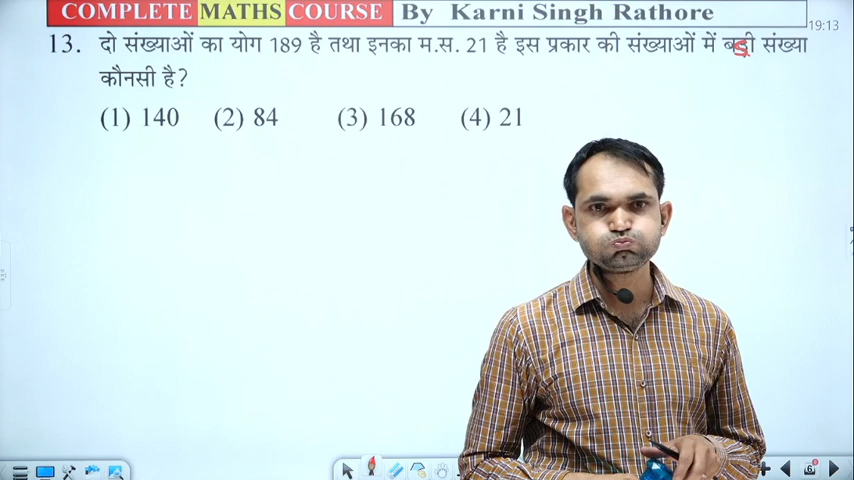 COMPLETE MATHS COURSE By Karni Singh Rathore
19:13
13. दो संख्याओं का योग 189 है तथा इनका म.स. 21 है इस प्रकार की संख्याओं में बड़ी संख्या
कौनसी है?
(1) 140 (2) 84 (3) 168 (4) 21